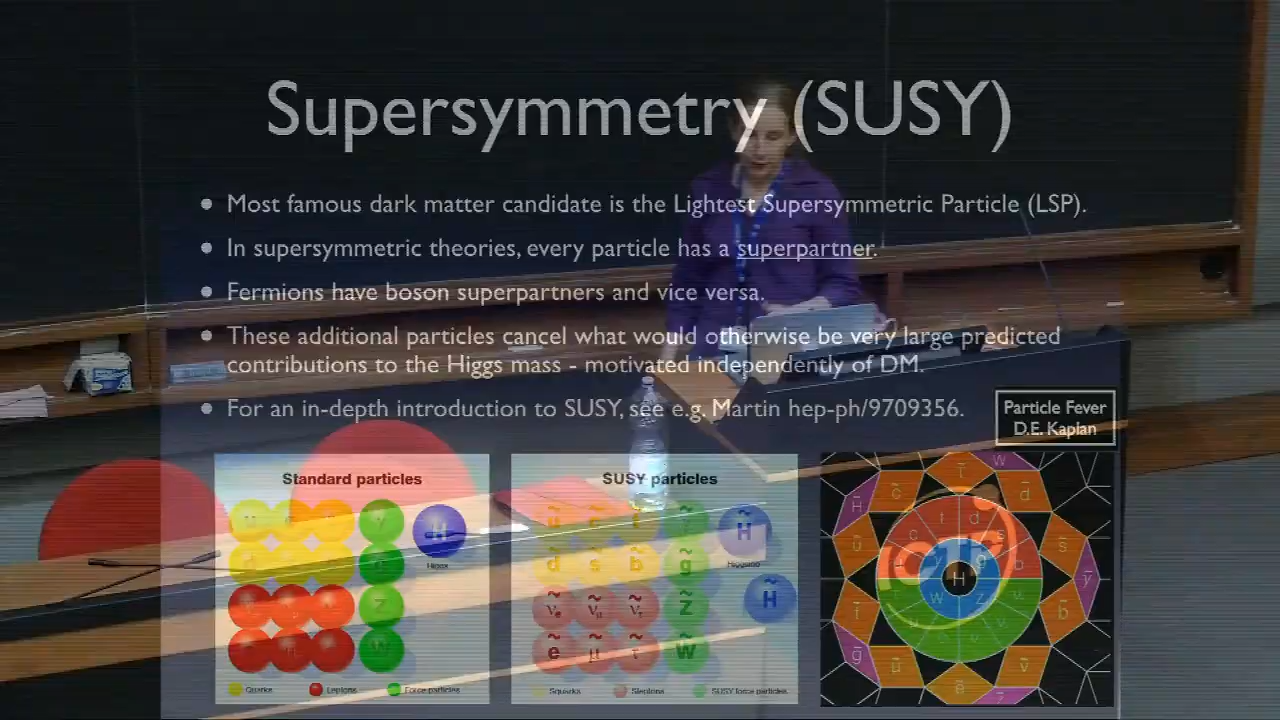 Supersymmetry (SUSY)
Most famous dark matter candidate is the Lightest Supersymmetric Particle (LSP).
In supersymmetric theories, every particle has a superpartner.
Fermions have boson superpartners and vice versa.
These additional particles cancel what would otherwise be very large predicted
contributions to the Higgs mass - motivated independently of DM.
For an in-depth introduction to SUSY, see e.g. Martin hep-ph/9709356.
Particle Fever
D.E. Kaplan
Standard particles
H
Higgs
Z
Quarks
Leptons
Force particles
SUSY particles
H̃
Higgsino
d̃ s̃ b̃ g̃
H̃
ν̃e ν̃μ ν̃τ Z̃
ẽ μ̃ τ̃ W̃
Squarks
Sleptons
SUSY force particles
H
W
Z